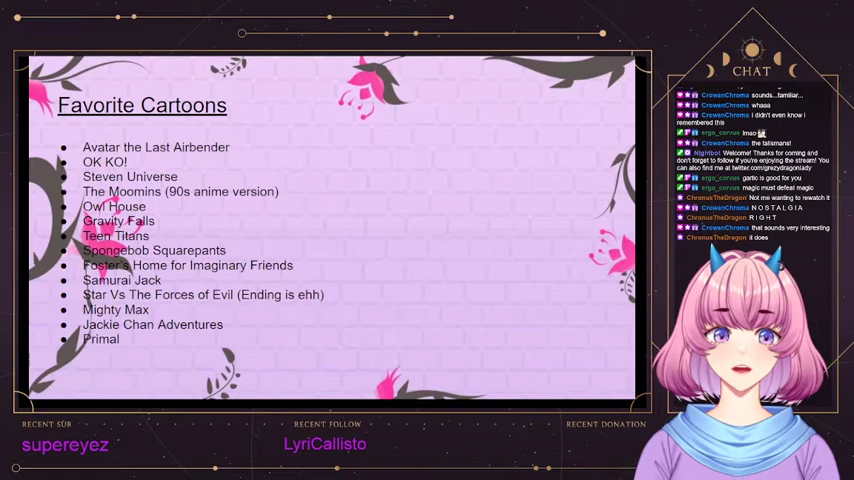 CHAT
Favorite Cartoons
Avatar the Last Airbender
OK KO!
Steven Universe
The Moomins (90s anime version)
Owl House
Gravity Falls
Teen Titans
Spongebob Squarepants
Foster's Home for Imaginary Friends
Samurai Jack
Star Vs The Forces of Evil (Ending is ehh)
Mighty Max
Jackie Chan Adventures
Primal
CrowanChroma sounds...familiar...
CrowanChroma whaaa
CrowanChroma I didn't even know i
remembered this
ergo_corvus lmao
CrowanChroma the talismans!
Nightbot Welcome! Thanks for coming and
don't forget to follow if you're enjoying the stream! You
can also find me at twitter.com/grezydragonlady
ergo_corvus garlic is good for you
ergo_corvus magic must defeat magic
ChronusTheDragon Not me wanting to rewatch it
CrowanChroma N O S T A L G I A
ChronusTheDragon R I G H T
CrowanChroma that sounds very interesting
ChronusTheDragon it does
RECENT SUB
supereyez
RECENT FOLLOW
LyriCallisto
RECENT DONATION